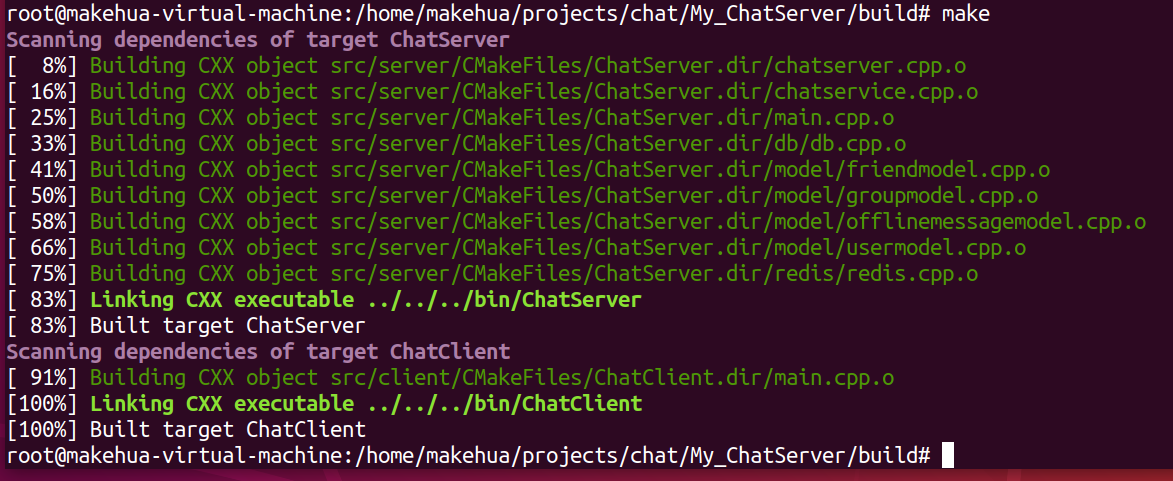 root@makehua-virtual-machine:/home/makehua/projects/chat/My_ChatServer/build# make
Scanning dependencies of target ChatServer
[  8%] Building CXX object src/server/CMakeFiles/ChatServer.dir/chatserver.cpp.o
[ 16%] Building CXX object src/server/CMakeFiles/ChatServer.dir/chatservice.cpp.o
[ 25%] Building CXX object src/server/CMakeFiles/ChatServer.dir/main.cpp.o
[ 33%] Building CXX object src/server/CMakeFiles/ChatServer.dir/db/db.cpp.o
[ 41%] Building CXX object src/server/CMakeFiles/ChatServer.dir/model/friendmodel.cpp.o
[ 50%] Building CXX object src/server/CMakeFiles/ChatServer.dir/model/groupmodel.cpp.o
[ 58%] Building CXX object src/server/CMakeFiles/ChatServer.dir/model/offlinemessagemodel.cpp.o
[ 66%] Building CXX object src/server/CMakeFiles/ChatServer.dir/model/usermodel.cpp.o
[ 75%] Building CXX object src/server/CMakeFiles/ChatServer.dir/redis/redis.cpp.o
[ 83%] Linking CXX executable ../../../bin/ChatServer
[ 83%] Built target ChatServer
Scanning dependencies of target ChatClient
[ 91%] Building CXX object src/client/CMakeFiles/ChatClient.dir/main.cpp.o
[100%] Linking CXX executable ../../../bin/ChatClient
[100%] Built target ChatClient
root@makehua-virtual-machine:/home/makehua/projects/chat/My_ChatServer/build#